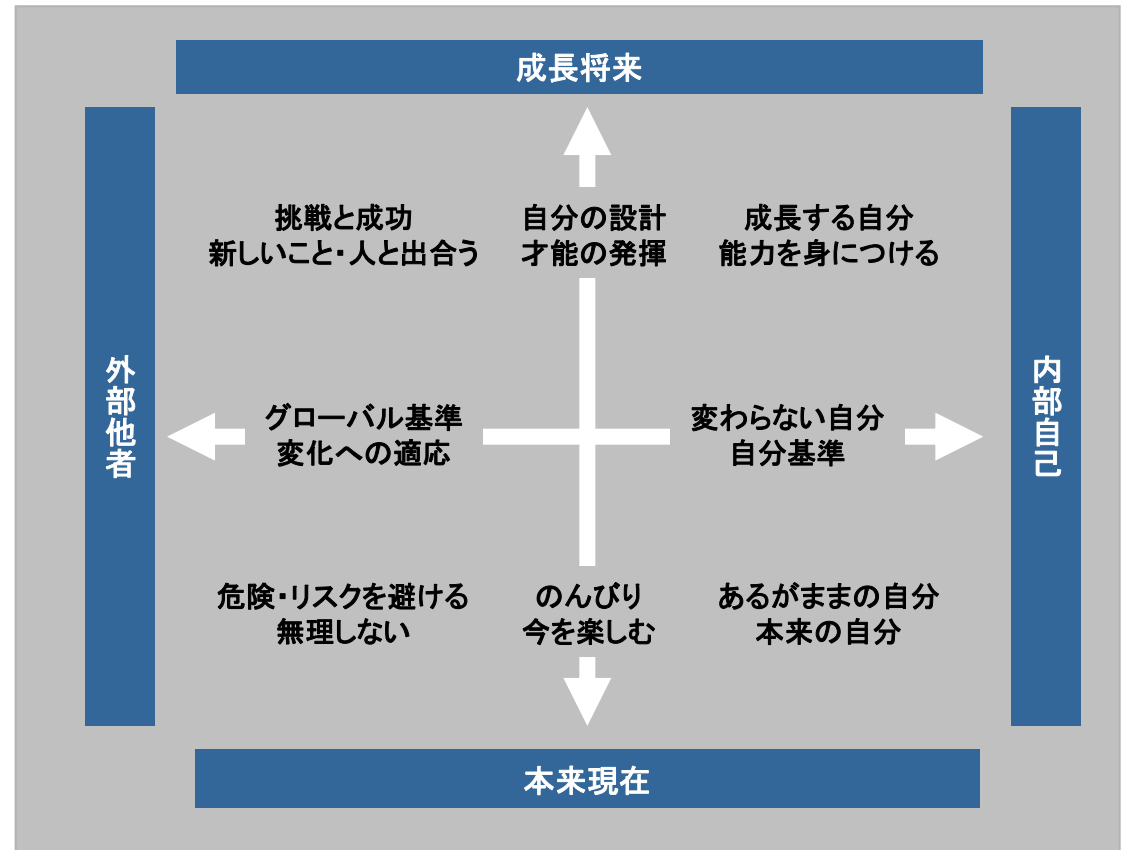 成長将来
挑戦と成功
新しいこと・人と出合う
自分の設計
才能の発揮
成長する自分
能力を身につける
外部他者
グローバル基準
変化への適応
変わらない自分
自分基準
内部自己
危険・リスクを避ける
無理しない
のんびり
今を楽しむ
あるがままの自分
本来の自分
本来現在